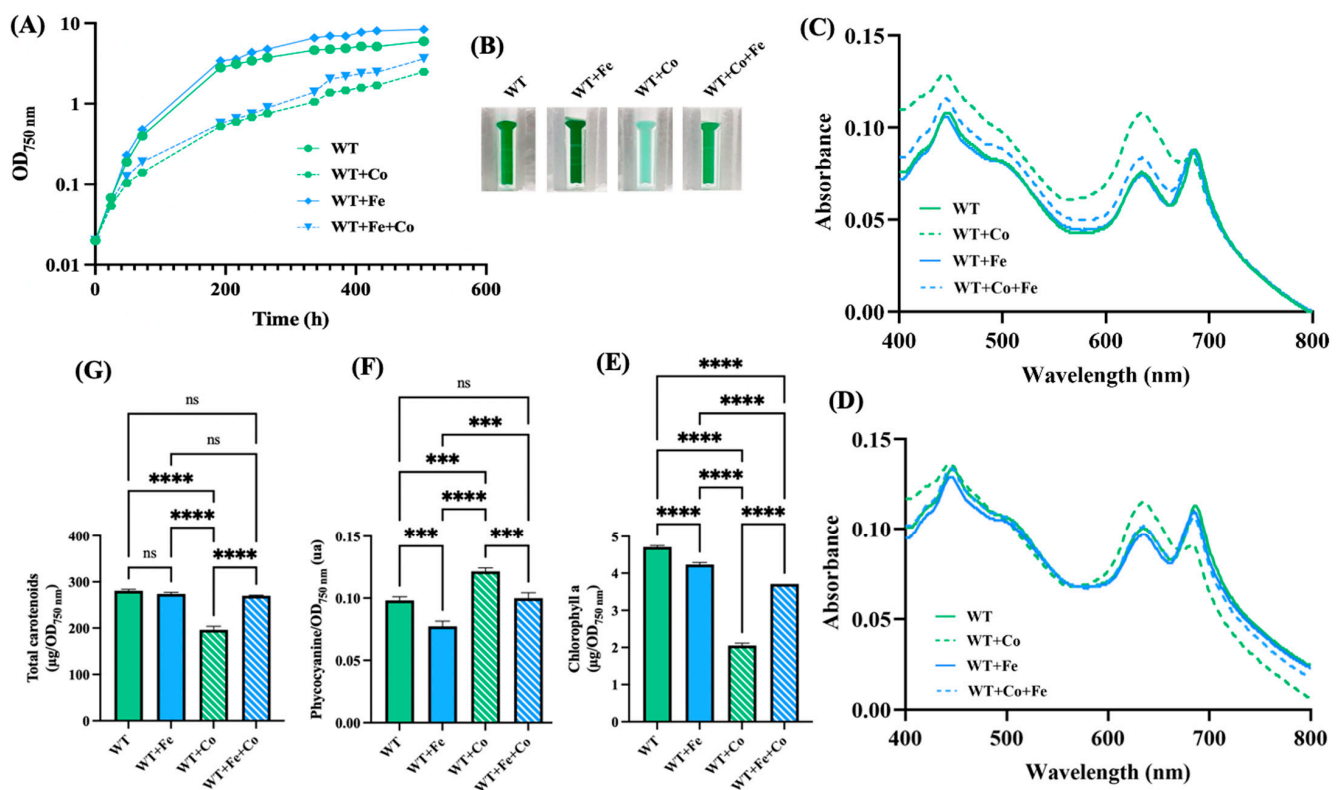 (A)
OD750 nm
10
1
0.1
0.01
0
200
400
600
Time (h)
WT
WT+Co
WT+Fe
WT+Fe+Co
(B)
WT
WT+Fe
WT+Co
WT+Co+Fe
(C)
Absorbance
0.15
0.10
0.05
0.00
400
500
600
700
800
Wavelength (nm)
WT
WT+Co
WT+Fe
WT+Co+Fe
(G)
ns
ns
****
****
ns
****
Total carotenoids
(µg/OD750 nm)
400
300
200
100
0
WT
WT+Fe
WT+Co
WT+Fe+Co
(F)
ns
***
***
****
***
***
Phycocyanine/OD750 nm (ua)
0.15
0.10
0.05
0.00
WT
WT+Fe
WT+Co
WT+Fe+Co
(E)
****
****
****
****
****
****
Chlorophyll a
(µg/OD750 nm)
5
4
3
2
1
0
WT
WT+Fe
WT+Co
WT+Fe+Co
(D)
Absorbance
0.15
0.10
0.05
0.00
400
500
600
700
800
Wavelength (nm)
WT
WT+Co
WT+Fe
WT+Co+Fe